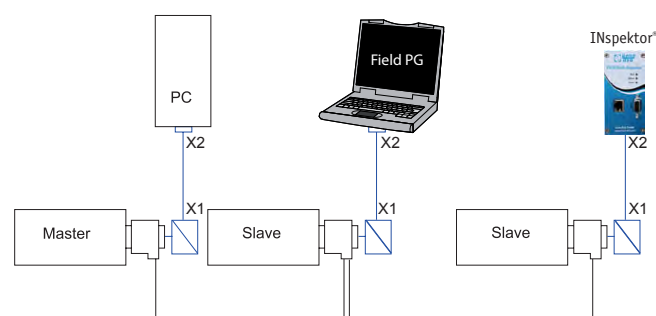 INspektor®
Field PG
PC
X2
X2
X2
X1
X1
X1
Master
Slave
Slave